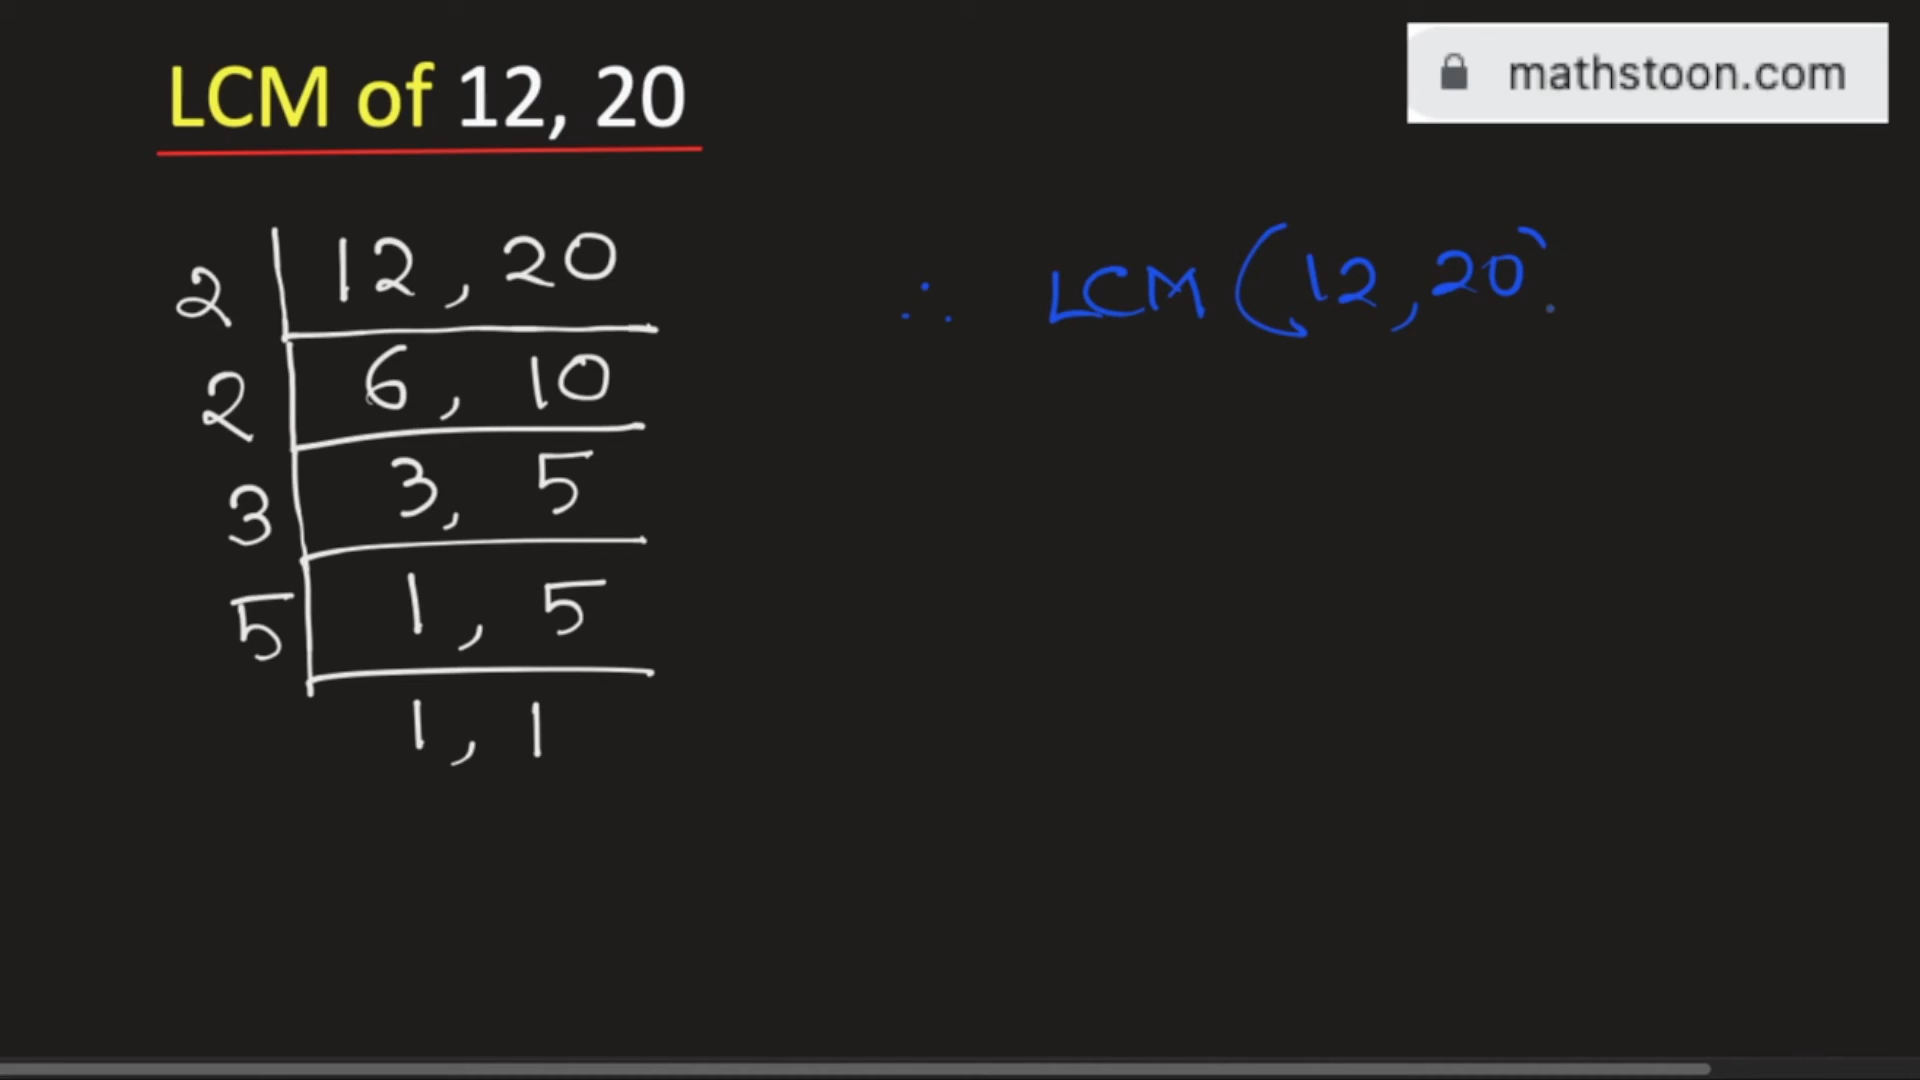 LCM of 12, 20
mathstoon.com
2 | 12, 20
2 | 6, 10
3 | 3, 5
5 | 1, 5
1, 1
∴ LCM (12, 20)